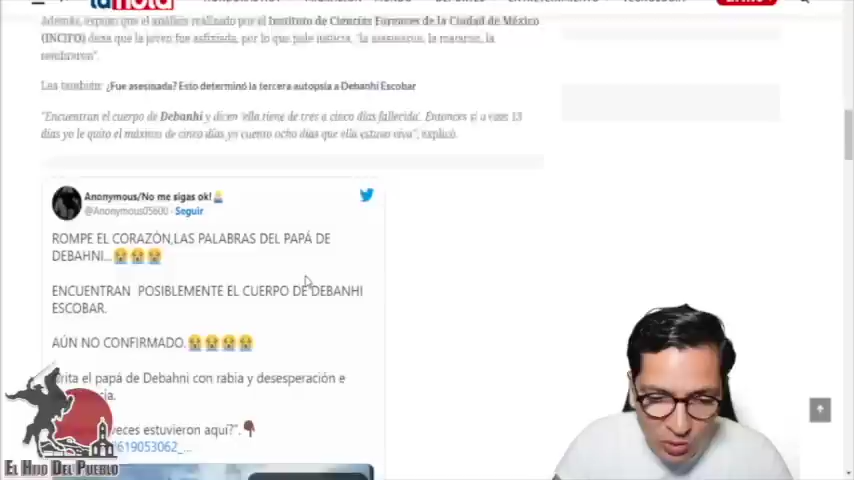 Además, expuso que el análisis realizado por el Instituto de Ciencias Forenses de la Ciudad de México
(INCIFO) dice que la joven fue asfixiada, por lo que pide justicia, "la asesinaron, la mataron, la
sembraron".
Lee también: ¿Fue asesinada? Esto determinó la tercera autopsia a Debanhi Escobar
"Encuentran el cuerpo de Debanhi y dicen 'ella tiene de tres a cinco días fallecida'. Entonces si a esos 13
días yo le quito el máximo de cinco días yo cuento ocho días que ella estuvo viva", explicó.
Anonymous/No me sigas ok!
@Anonymous05600 · Seguir
ROMPE EL CORAZÓN,LAS PALABRAS DEL PAPÁ DE
DEBAHNI...
ENCUENTRAN POSIBLEMENTE EL CUERPO DE DEBANHI
ESCOBAR.
AÚN NO CONFIRMADO.
rita el papá de Debahni con rabia y desesperación e
veces estuvieron aquí?".
619053062_...
EL HIJO DEL PUEBLO